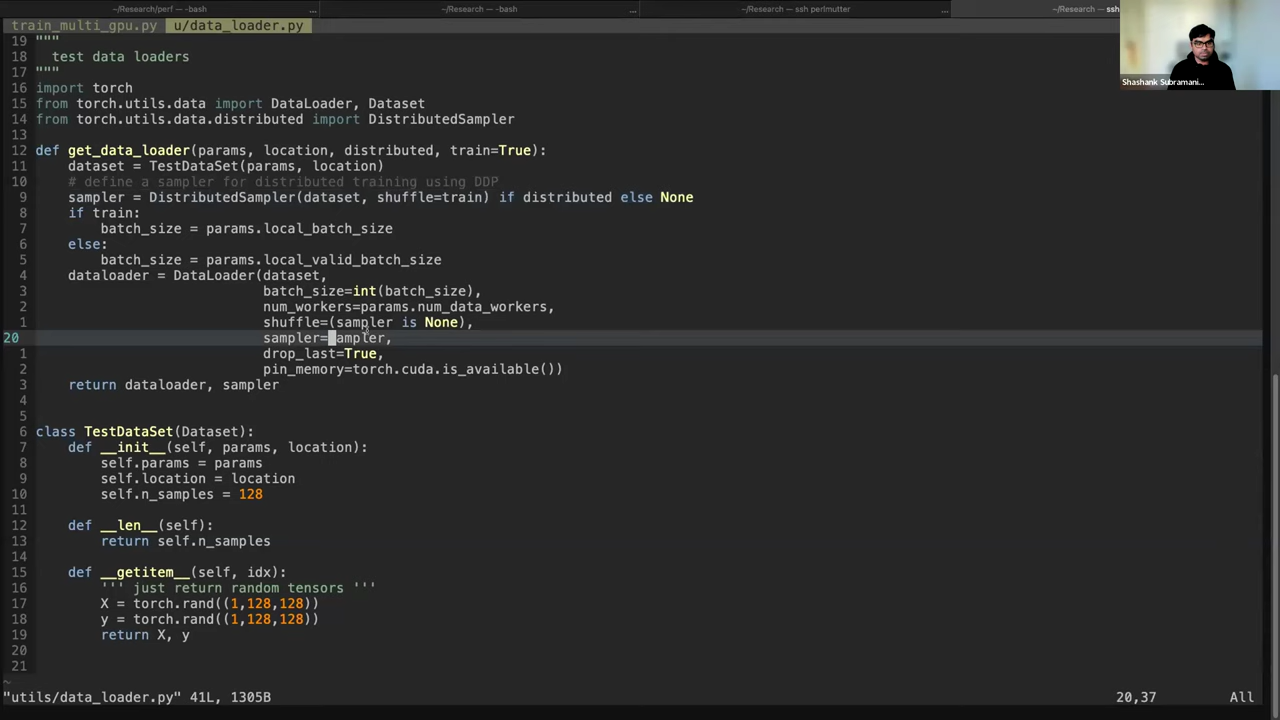 ~/Research/perf — -bash ... ~/Research — -bash ... ~/Research — ssh perlmutter ... ~/Research — ssh
train_multi_gpu.py u/data_loader.py
Shashank Subramani...
19 """
18 test data loaders
17 """
16 import torch
15 from torch.utils.data import DataLoader, Dataset
14 from torch.utils.data.distributed import DistributedSampler
13
12 def get_data_loader(params, location, distributed, train=True):
11 dataset = TestDataSet(params, location)
10 # define a sampler for distributed training using DDP
9 sampler = DistributedSampler(dataset, shuffle=train) if distributed else None
8 if train:
7 batch_size = params.local_batch_size
6 else:
5 batch_size = params.local_valid_batch_size
4 dataloader = DataLoader(dataset,
3 batch_size=int(batch_size),
2 num_workers=params.num_data_workers,
1 shuffle=(sampler is None),
20 sampler=sampler,
1 drop_last=True,
2 pin_memory=torch.cuda.is_available())
3 return dataloader, sampler
4
5
6 class TestDataSet(Dataset):
7 def __init__(self, params, location):
8 self.params = params
9 self.location = location
10 self.n_samples = 128
11
12 def __len__(self):
13 return self.n_samples
14
15 def __getitem__(self, idx):
16 ''' just return random tensors '''
17 X = torch.rand((1,128,128))
18 y = torch.rand((1,128,128))
19 return X, y
20
21
~
"utils/data_loader.py" 41L, 1305B 20,37 All